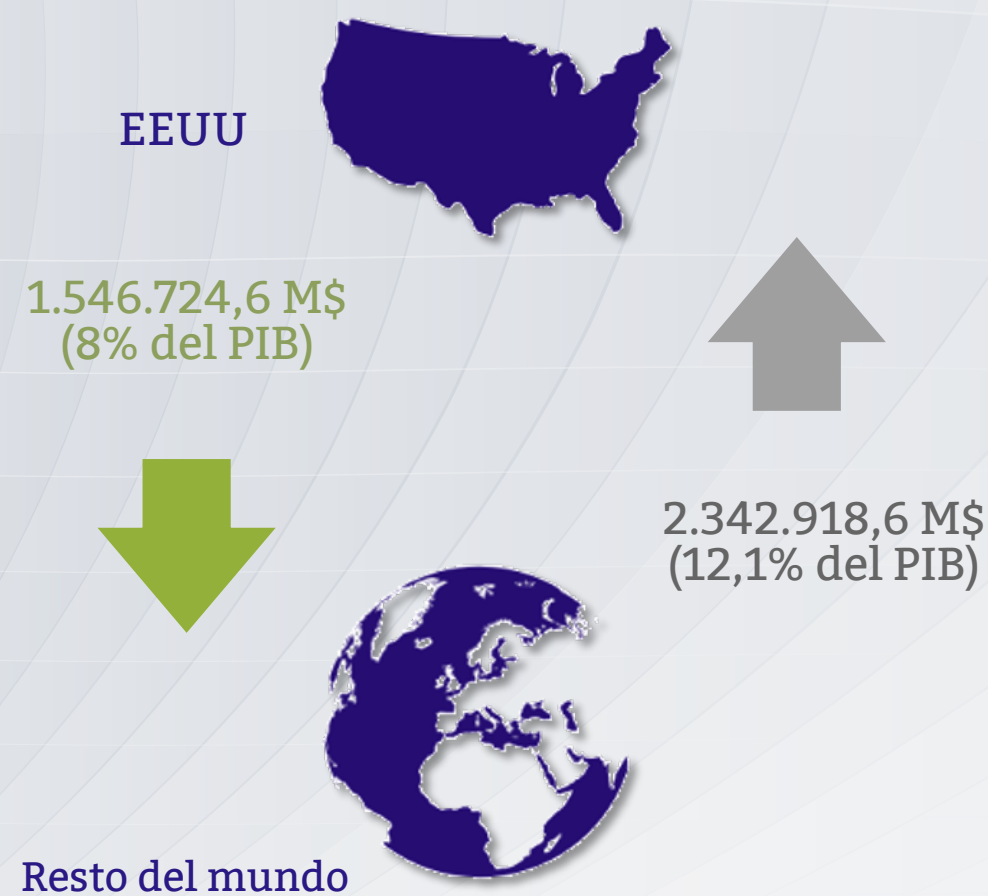 EEUU
1.546.724,6 M$
(8% del PIB)
2.342.918,6 M$
(12,1% del PIB)
Resto del mundo